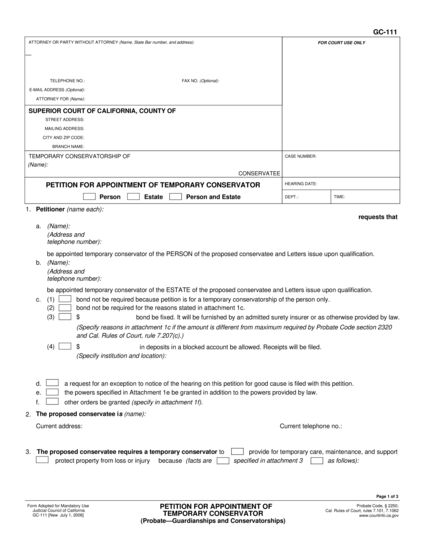 GC-111
ATTORNEY OR PARTY WITHOUT ATTORNEY (Name, State Bar number, and address):
FOR COURT USE ONLY
TELEPHONE NO.:
FAX NO. (Optional):
E-MAIL ADDRESS (Optional):
ATTORNEY FOR (Name):
SUPERIOR COURT OF CALIFORNIA, COUNTY OF
STREET ADDRESS:
MAILING ADDRESS:
CITY AND ZIP CODE:
BRANCH NAME:
TEMPORARY CONSERVATORSHIP OF
(Name):
CONSERVATEE
CASE NUMBER:
PETITION FOR APPOINTMENT OF TEMPORARY CONSERVATOR
Person Estate Person and Estate
HEARING DATE:
DEPT.: TIME:
1. Petitioner (name each):
requests that
a. (Name):
(Address and
telephone number):
be appointed temporary conservator of the PERSON of the proposed conservatee and Letters issue upon qualification.
b. (Name):
(Address and
telephone number):
be appointed temporary conservator of the ESTATE of the proposed conservatee and Letters issue upon qualification.
c. (1) bond not be required because petition is for a temporary conservatorship of the person only.
(2) bond not be required for the reasons stated in attachment 1c.
(3) $ bond be fixed. It will be furnished by an admitted surety insurer or as otherwise provided by law.
(Specify reasons in attachment 1c if the amount is different from maximum required by Probate Code section 2320
and Cal. Rules of Court, rule 7.207(c).)
(4) $ in deposits in a blocked account be allowed. Receipts will be filed.
(Specify institution and location):
d. a request for an exception to notice of the hearing on this petition for good cause is filed with this petition.
e. the powers specified in Attachment 1e be granted in addition to the powers provided by law.
f. other orders be granted (specify in attachment 1f).
2. The proposed conservatee is (name):
Current address: Current telephone no.:
3. The proposed conservatee requires a temporary conservator to provide for temporary care, maintenance, and support
protect property from loss or injury because (facts are specified in attachment 3 as follows):
Page 1 of 3
Form Adopted for Mandatory Use
Judicial Council of California
GC-111 [New July 1, 2008]
PETITION FOR APPOINTMENT OF
TEMPORARY CONSERVATOR
(Probate—Guardianships and Conservatorships)
Probate Code, § 2250;
Cal. Rules of Court, rules 7.101, 7.1062
www.courtinfo.ca.gov